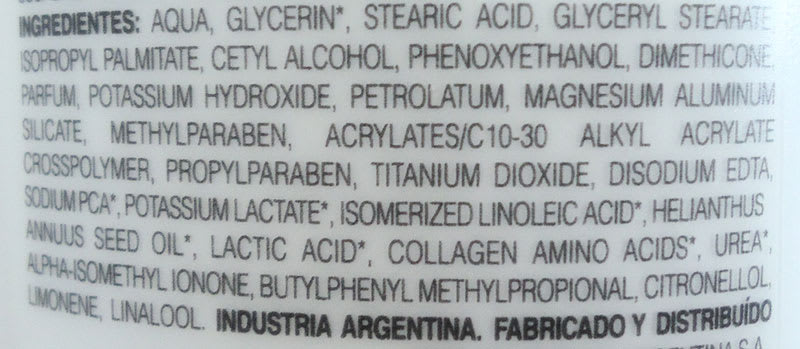 INGREDIENTES: AQUA, GLYCERIN*, STEARIC ACID, GLYCERYL STEARATE
ISOPROPYL PALMITATE, CETYL ALCOHOL, PHENOXYETHANOL, DIMETHICONE,
PARFUM, POTASSIUM HYDROXIDE, PETROLATUM, MAGNESIUM ALUMINUM
SILICATE, METHYLPARABEN, ACRYLATES/C10-30 ALKYL ACRYLATE
CROSSPOLYMER, PROPYLPARABEN, TITANIUM DIOXIDE, DISODIUM EDTA,
SODIUM PCA*, POTASSIUM LACTATE*, ISOMERIZED LINOLEIC ACID*, HELIANTHUS
ANNUUS SEED OIL*, LACTIC ACID*, COLLAGEN AMINO ACIDS*, UREA*,
ALPHA-ISOMETHYL IONONE, BUTYLPHENYL METHYLPROPIONAL, CITRONELLOL,
LIMONENE, LINALOOL. INDUSTRIA ARGENTINA. FABRICADO Y DISTRIBUÍDO